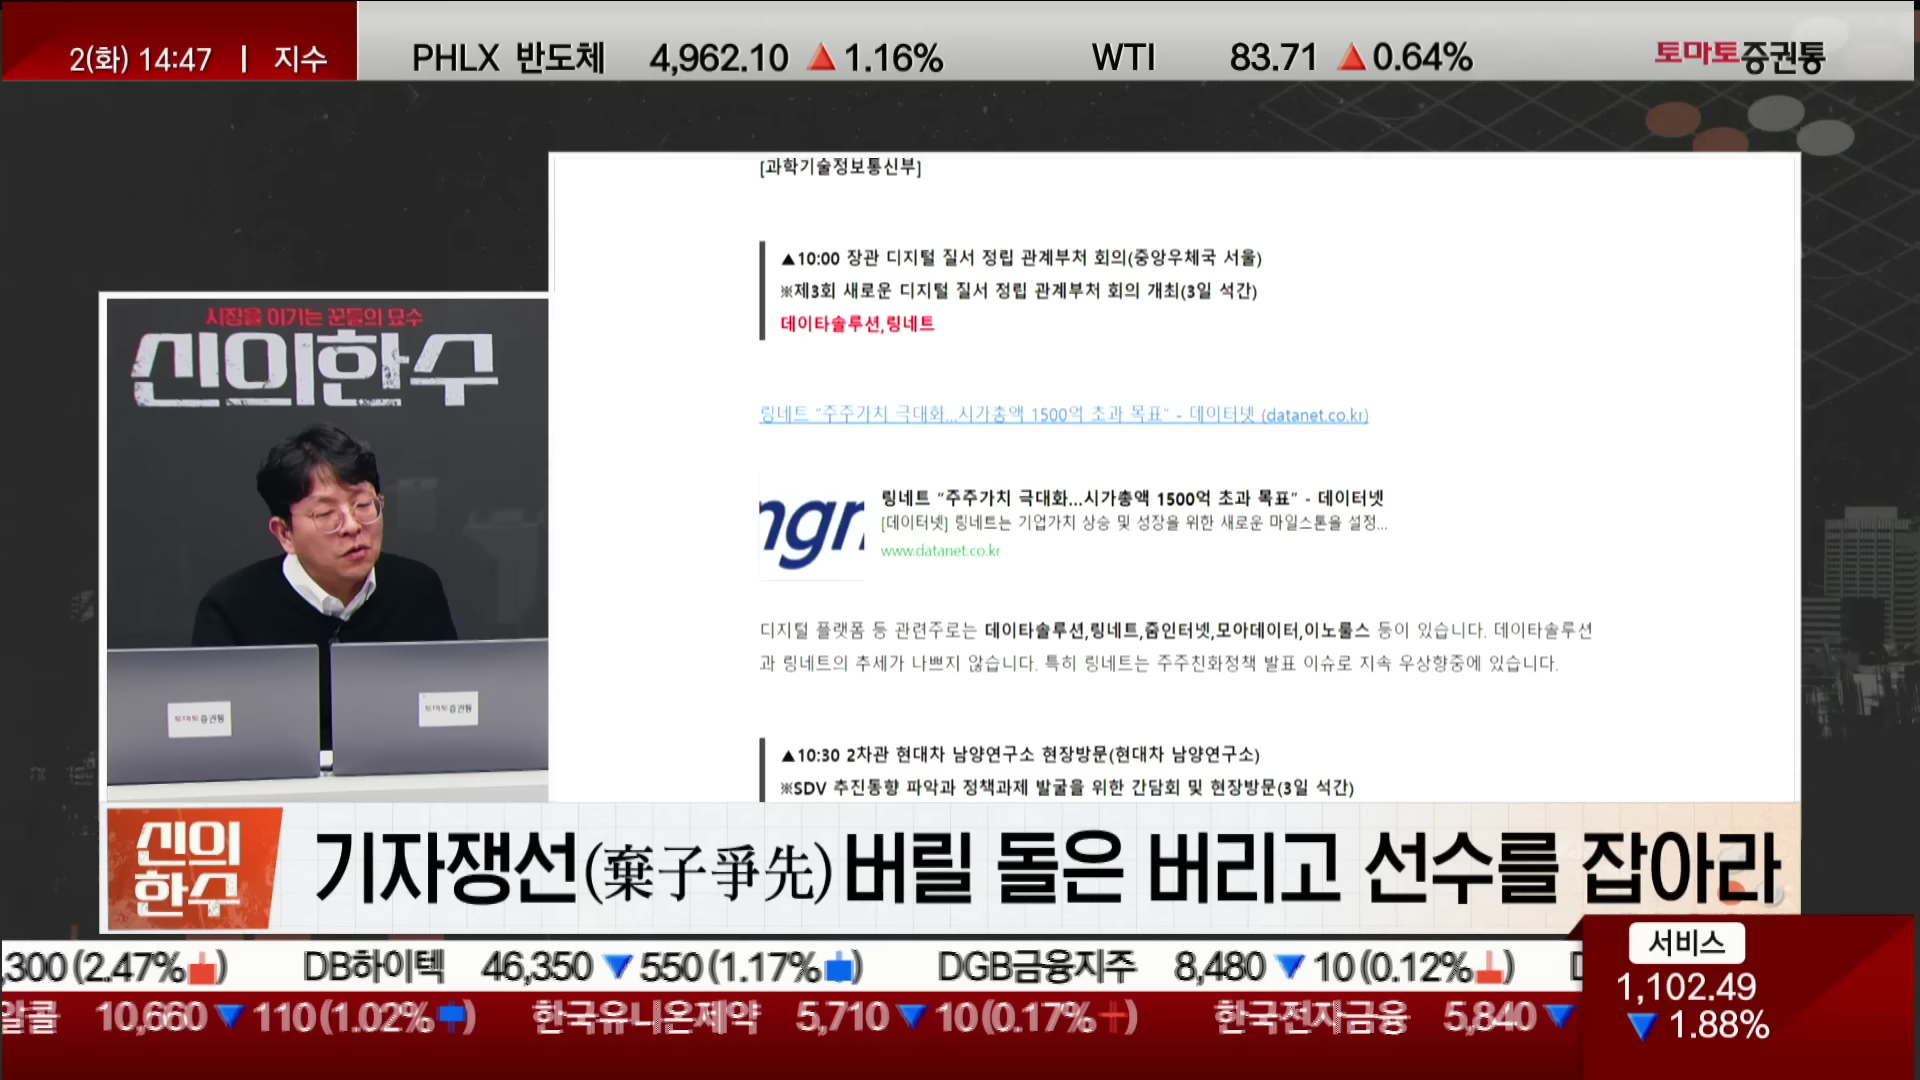 2(화) 14:47 | 지수
PHLX 반도체 4,962.10 ▲1.16%
WTI 83.71 ▲0.64%
토마토증권통
[과학기술정보통신부]
▲10:00 장관 디지털 질서 정립 관계부처 회의(중앙우체국 서울)
※제3회 새로운 디지털 질서 정립 관계부처 회의 개최(3일 석간)
데이타솔루션,링네트
링네트 "주주가치 극대화...시가총액 1500억 초과 목표" - 데이터넷 (datanet.co.kr)
링네트 "주주가치 극대화...시가총액 1500억 초과 목표" - 데이터넷
[데이터넷] 링네트는 기업가치 상승 및 성장을 위한 새로운 마일스톤을 설정...
www.datanet.co.kr
디지털 플랫폼 등 관련주로는 데이타솔루션,링네트,줌인터넷,모아데이터,이노룰스 등이 있습니다. 데이타솔루션
과 링네트의 추세가 나쁘지 않습니다. 특히 링네트는 주주친화정책 발표 이슈로 지속 우상향중에 있습니다.
▲10:30 2차관 현대차 남양연구소 현장방문(현대차 남양연구소)
※SDV 추진동향 파악과 정책과제 발굴을 위한 간담회 및 현장방문(3일 석간)
시장을 이기는 꾼들의 묘수
신의한수
토마토증권통
토마토증권통
신의
한수
기자쟁선(棄子爭先) 버릴 돌은 버리고 선수를 잡아라
,300(2.47%) DB하이텍 46,350 ▼550(1.17%) DGB금융지주 8,480 ▼10(0.12%)
알콜 10,660 ▼110(1.02%) 한국유니온제약 5,710 ▼10(0.17%) 한국전자금융 5,840 ▼
서비스
1,102.49
▼1.88%